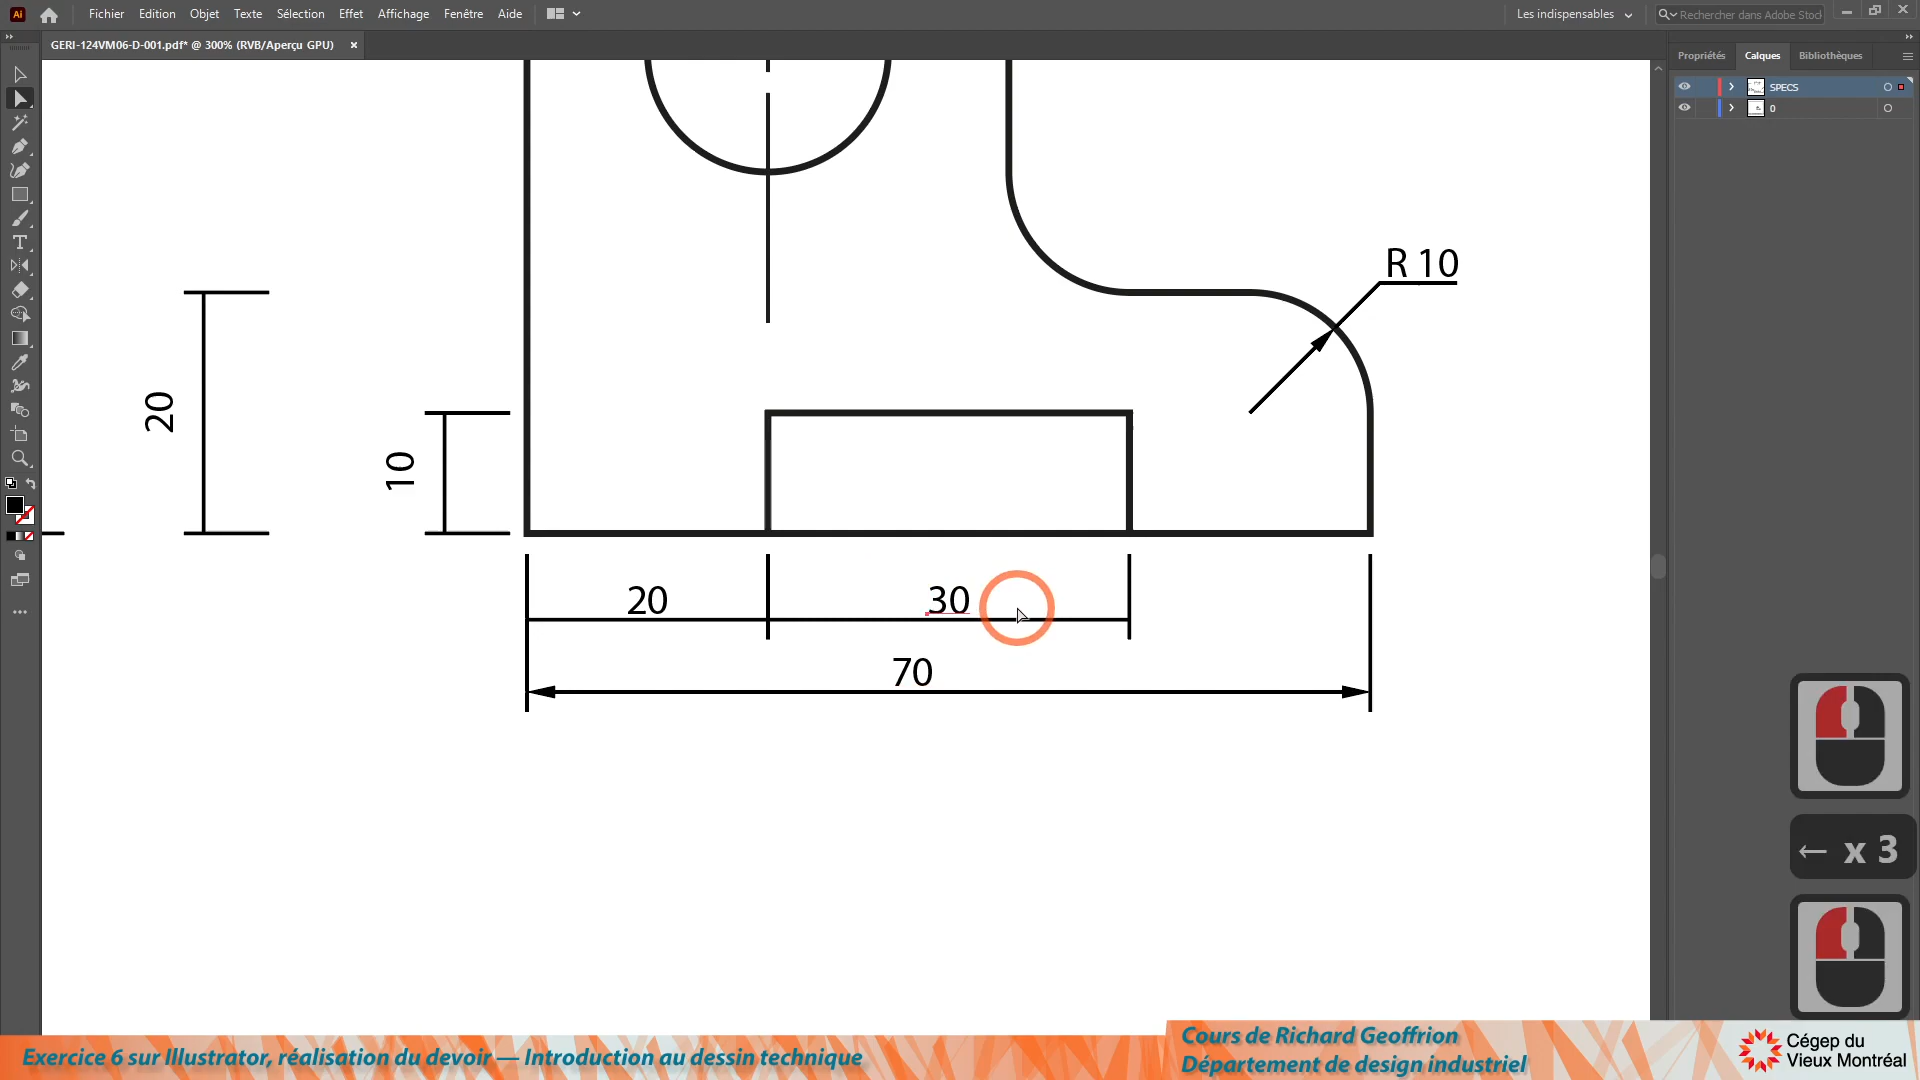 Ai
Fichier Edition Objet Texte Sélection Effet Affichage Fenêtre Aide
Les indispensables
Rechercher dans Adobe Stock
GERI-124VM06-D-001.pdf* @ 300% (RVB/Aperçu GPU) ×
Propriétés Calques Bibliothèques
SPECS
0
R 10
20
10
20
30
70
← x 3
Exercice 6 sur Illustrator, réalisation du devoir — Introduction au dessin technique
Cours de Richard Geoffrion
Département de design industriel
Cégep du
Vieux Montréal